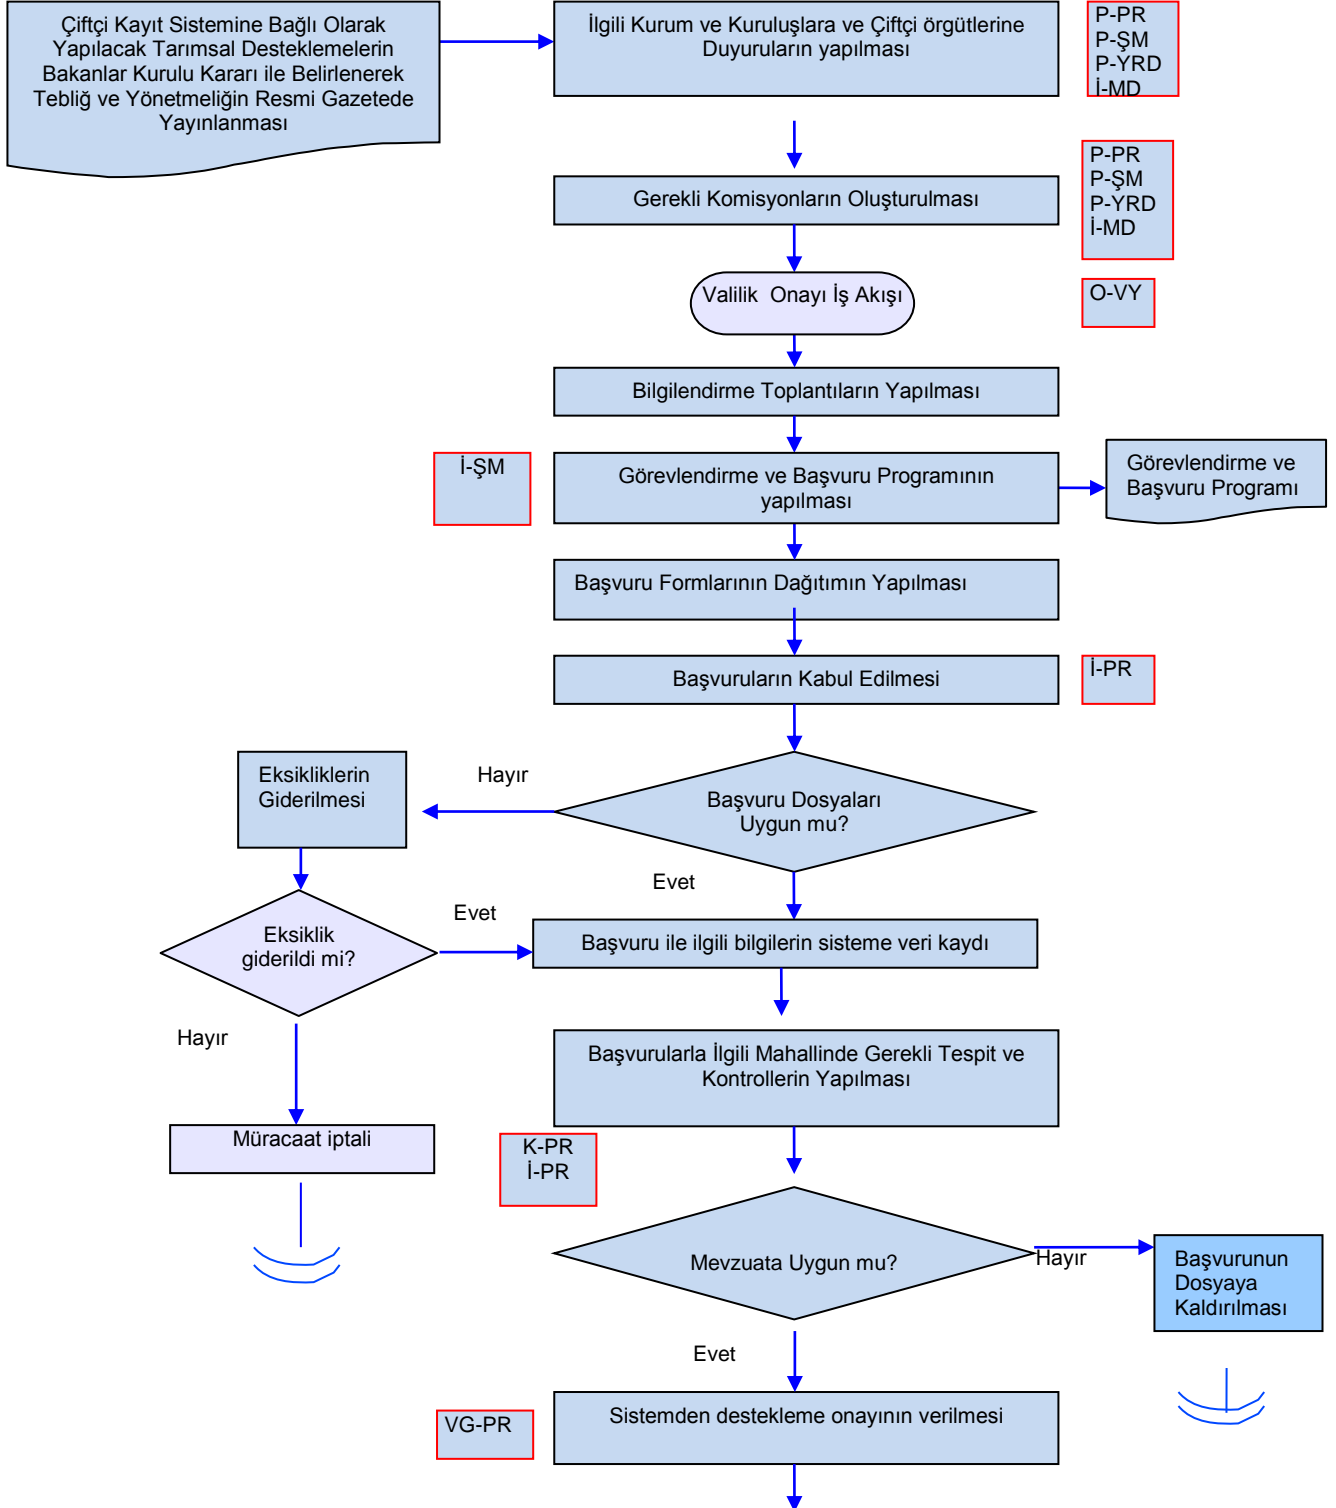 Çiftçi Kayıt Sistemine Bağlı Olarak
Yapılacak Tarımsal Desteklemelerin
Bakanlar Kurulu Kararı ile Belirlenerek
Tebliğ ve Yönetmeliğin Resmi Gazetede
Yayınlanması
İlgili Kurum ve Kuruluşlara ve Çiftçi örgütlerine
Duyuruların yapılması
P-PR
P-ŞM
P-YRD
İ-MD
Gerekli Komisyonların Oluşturulması
P-PR
P-ŞM
P-YRD
İ-MD
Valilik Onayı İş Akışı
O-VY
Bilgilendirme Toplantıların Yapılması
İ-ŞM
Görevlendirme ve Başvuru Programının
yapılması
Görevlendirme ve
Başvuru Programı
Başvuru Formlarının Dağıtımın Yapılması
Başvuruların Kabul Edilmesi
İ-PR
Eksikliklerin
Giderilmesi
Hayır
Başvuru Dosyaları
Uygun mu?
Evet
Eksiklik
giderildi mi?
Evet
Başvuru ile ilgili bilgilerin sisteme veri kaydı
Hayır
Başvurularla İlgili Mahallinde Gerekli Tespit ve
Kontrollerin Yapılması
Müracaat iptali
K-PR
İ-PR
Mevzuata Uygun mu?
Hayır
Başvurunun
Dosyaya
Kaldırılması
Evet
Sistemden destekleme onayının verilmesi
VG-PR